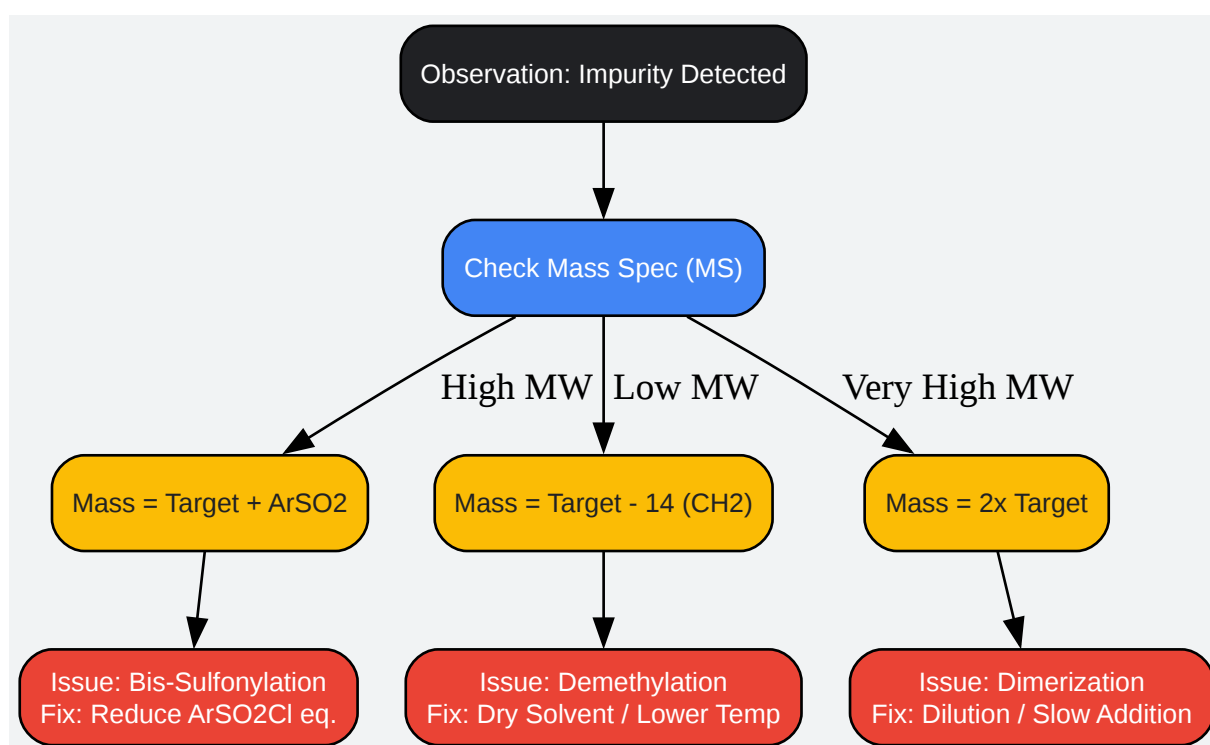 Observation: Impurity Detected
Check Mass Spec (MS)
High MW
Low MW
Very High MW
Mass = Target + ArSO2
Mass = Target - 14 (CH2)
Mass = 2x Target
Issue: Bis-Sulfonylation
Fix: Reduce ArSO2Cl eq.
Issue: Demethylation
Fix: Dry Solvent / Lower Temp
Issue: Dimerization
Fix: Dilution / Slow Addition